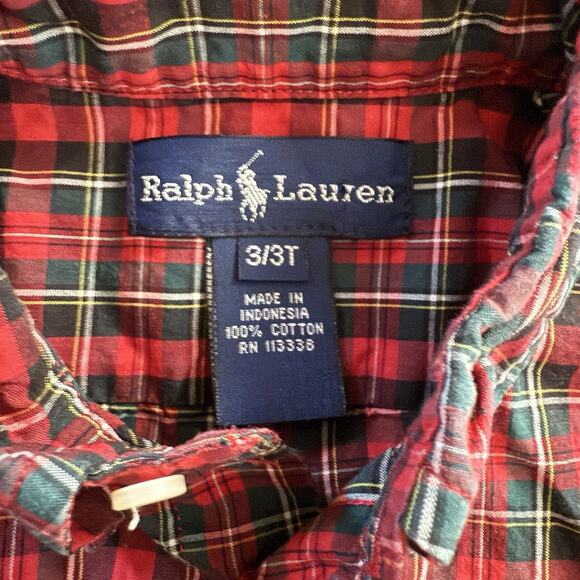 Ralph Lauren
3/3T
MADE IN
INDONESIA
100% COTTON
RN 113338